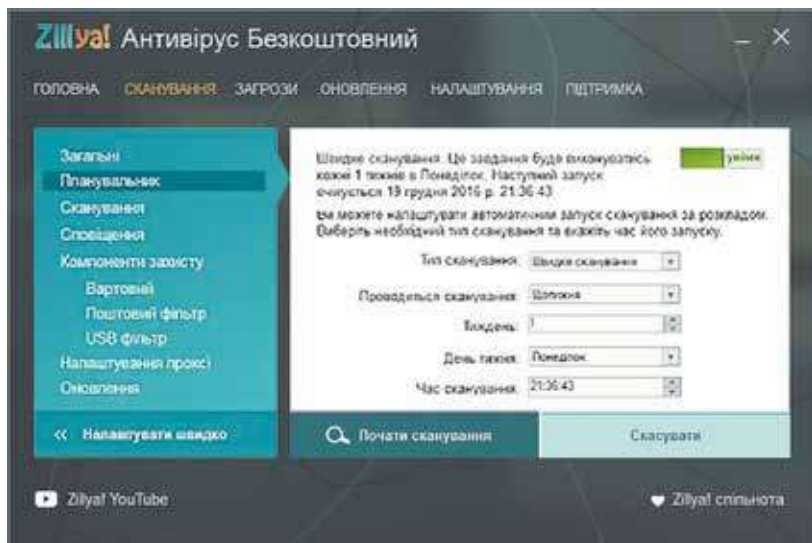 Zillya! Антивірус Безкоштовний
ГОЛОВНА СКАНУВАННЯ ЗАГРОЗИ ОНОВЛЕННЯ НАЛАШТУВАННЯ ПІДТРИМКА
Загальні
Планувальник
Сканування
Сповіщення
Компоненти захисту
Вартовий
Поштовий фільтр
USB фільтр
Налаштування проксі
Оновлення
<< Налаштувати швидко
Швидке сканування. Це завдання буде виконуватись
кожні 1 тижнів в Понеділок. Наступний запуск
очікується 19 грудня 2016 р. 21:36:43
увімк
Ви можете налаштувати автоматичний запуск сканування за розкладом.
Виберіть необхідний тип сканування та вкажіть час його запуску.
Тип сканування: Швидке сканування
Проводиться сканування: Щотижня
Тиждень: 1
День тижня: Понеділок
Час сканування: 21:36:43
Почати сканування
Скасувати
Zillya! YouTube
Zillya! спільнота